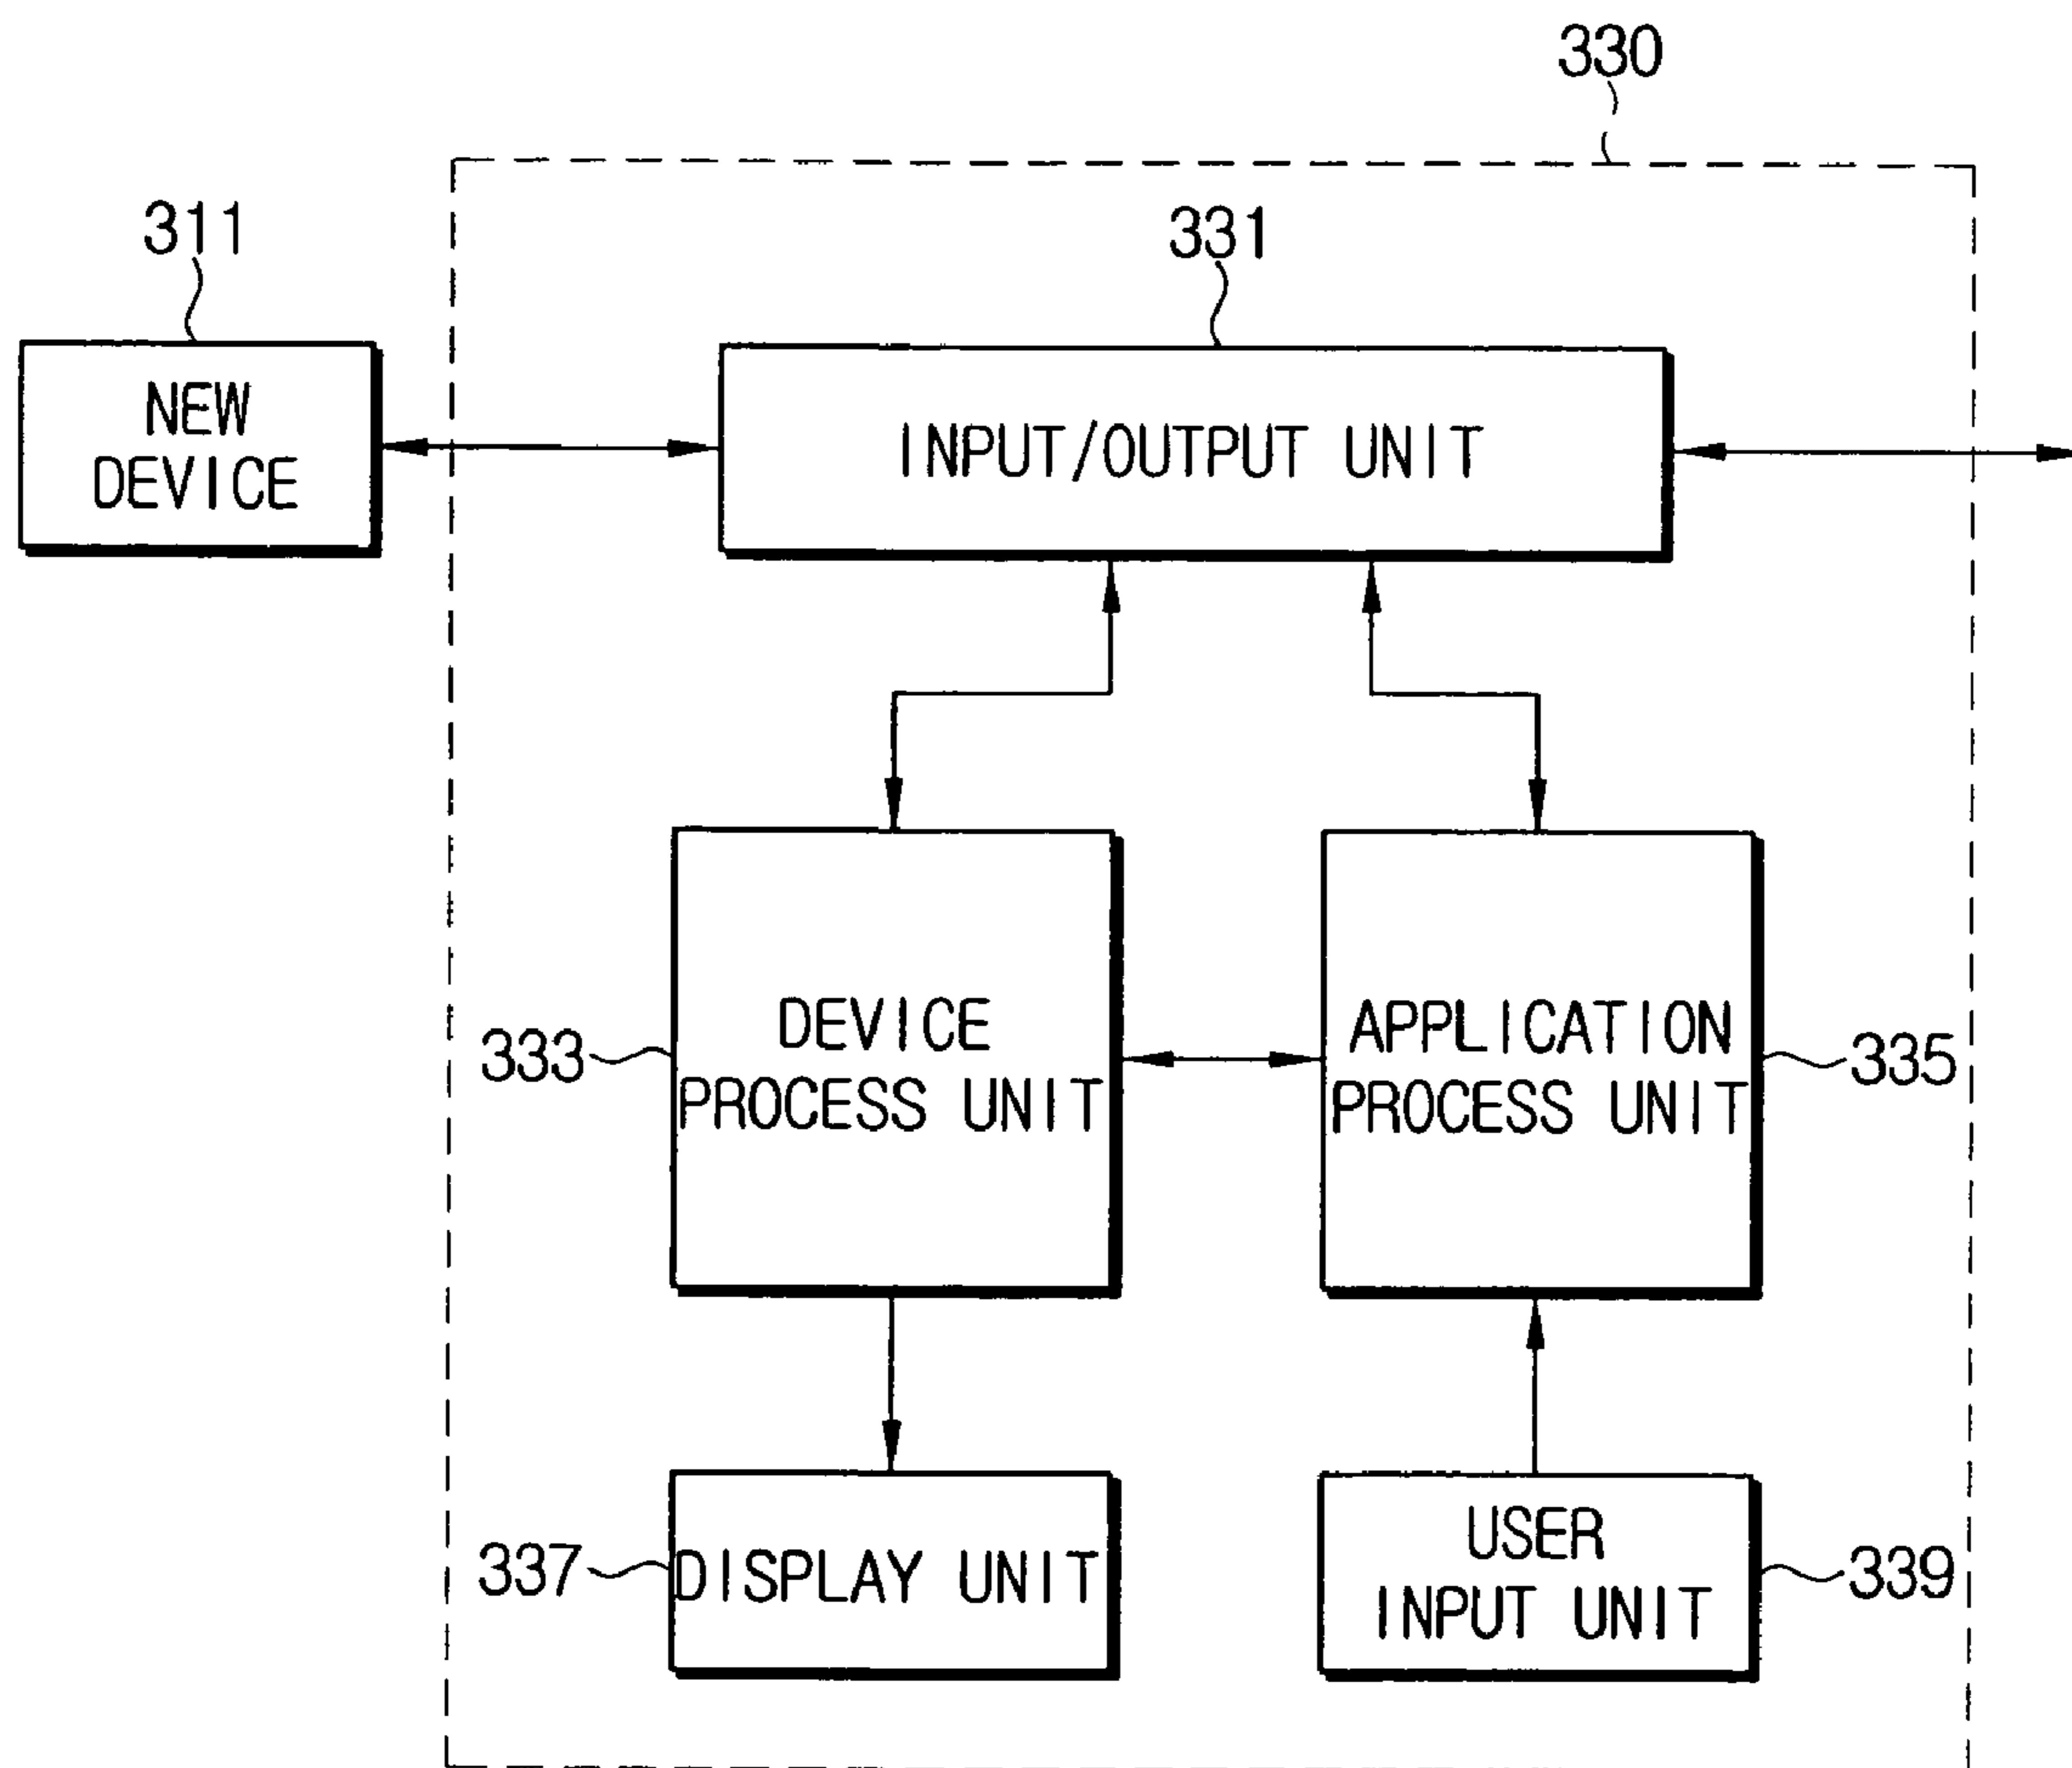 330
311
331
NEW
DEVICE
INPUT/OUTPUT UNIT
DEVICE
PROCESS UNIT
333
APPLICATION
PROCESS UNIT
335
337
DISPLAY UNIT
USER
INPUT UNIT
339